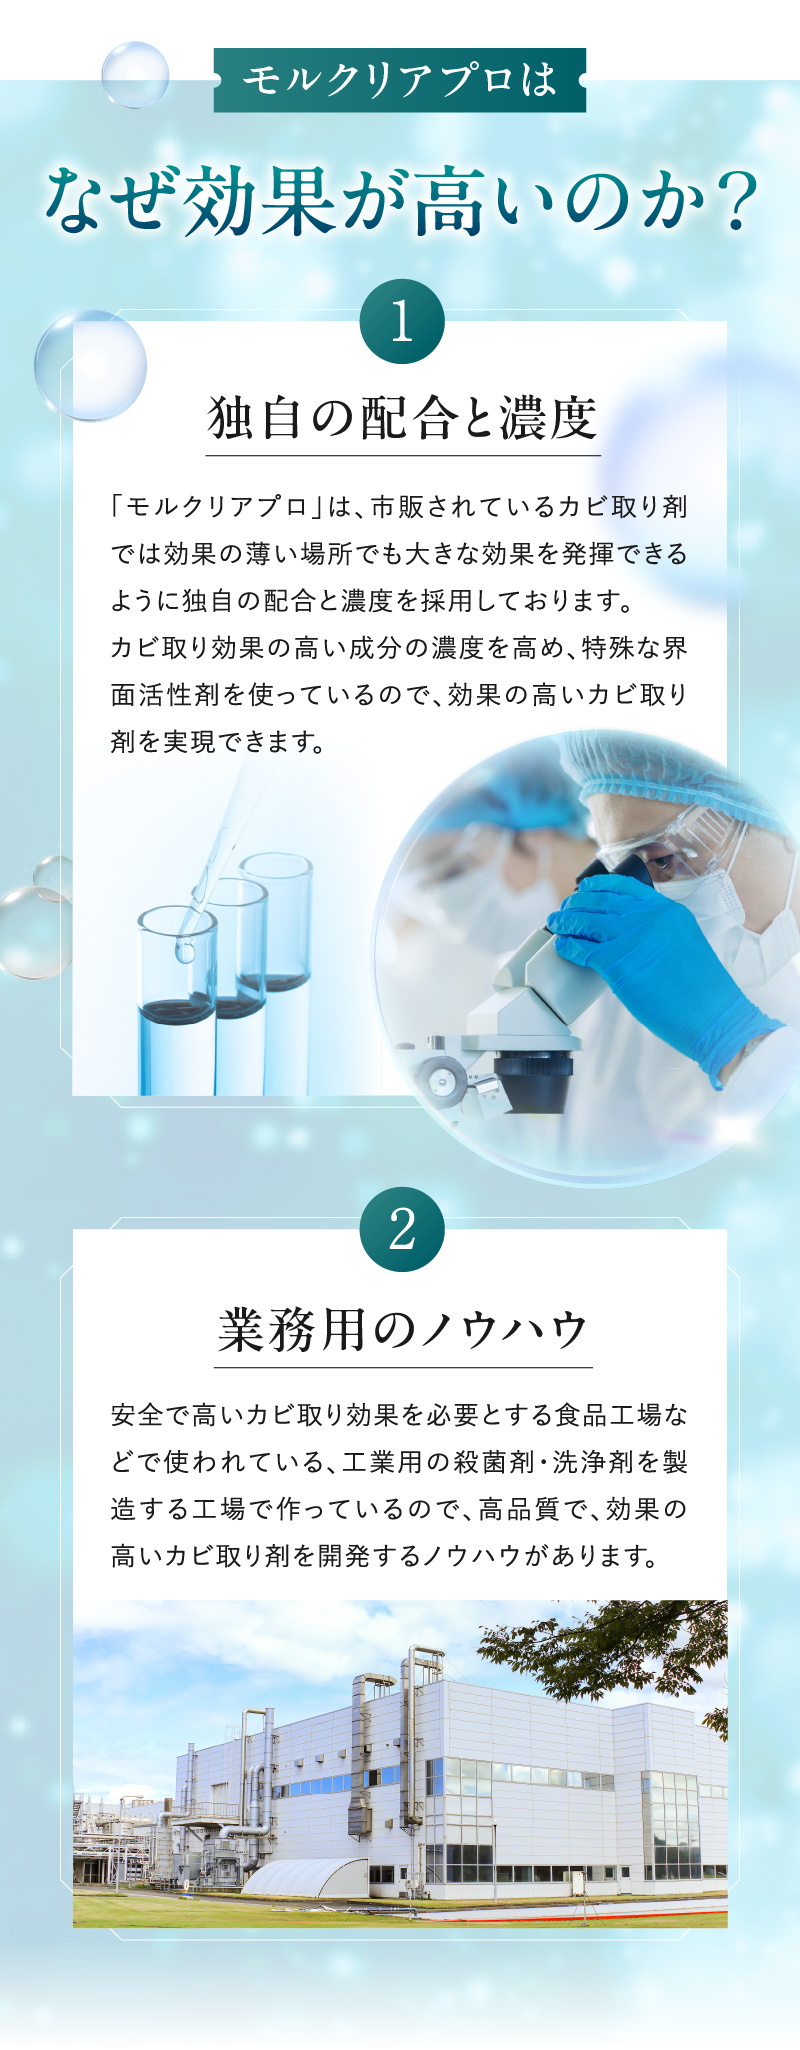 モルクリアプロは
なぜ効果が高いのか？
1
独自の配合と濃度
「モルクリアプロ」は、市販されているカビ取り剤
では効果の薄い場所でも大きな効果を発揮できる
ように独自の配合と濃度を採用しております。
カビ取り効果の高い成分の濃度を高め、特殊な界
面活性剤を使っているので、効果の高いカビ取り
剤を実現できます。
2
業務用のノウハウ
安全で高いカビ取り効果を必要とする食品工場な
どで使われている、工業用の殺菌剤・洗浄剤を製
造する工場で作っているので、高品質で、効果の
高いカビ取り剤を開発するノウハウがあります。